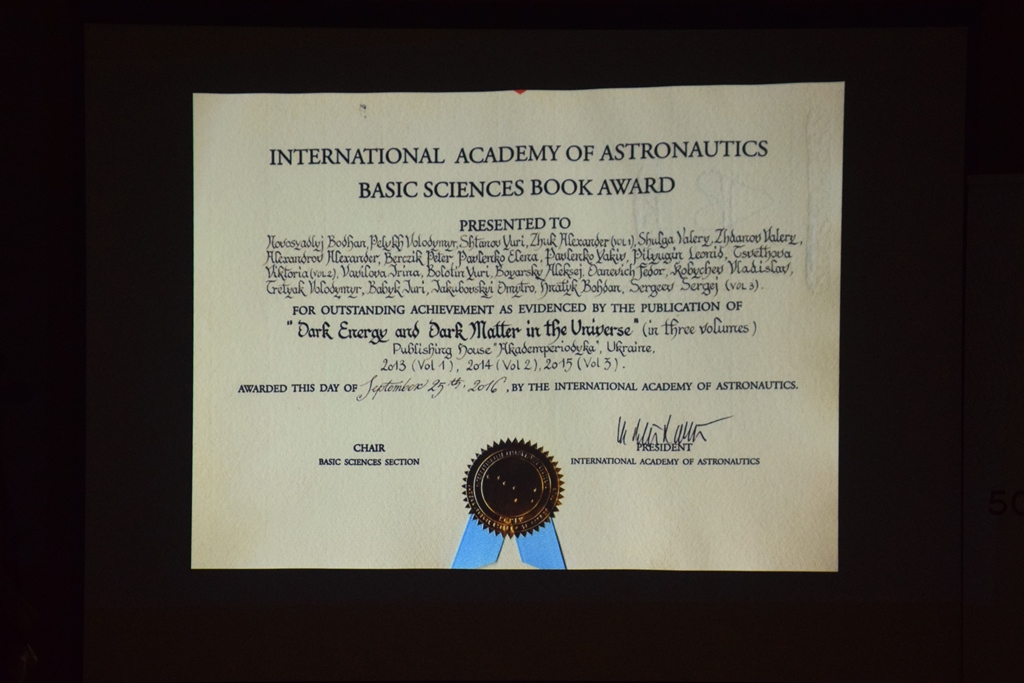 INTERNATIONAL ACADEMY OF ASTRONAUTICS
BASIC SCIENCES BOOK AWARD
PRESENTED TO
Novosyadlyj Bodhan, Pelykh Volodymyr, Shtanov Yuri, Zhuk Alexander (vol 1), Shulga Valery, Zhdanov Valery,
Alexandrov Alexander, Berczik Peter, Pavlenko Elena, Pavlenko Yakiv, Pilyugin Leonid, Tsvetkova
Viktoria (vol 2), Vavilova Irina, Bolotin Yuri, Boyarsky Aleksej, Danevich Fedor, Kobychev Vladislav,
Tretyak Volodymyr, Babyk Iuri, Iakubovskyi Dmytro, Hnatyk Bohdan, Sergeev Sergej (vol 3).
FOR OUTSTANDING ACHIEVEMENT AS EVIDENCED BY THE PUBLICATION OF
"Dark Energy and Dark Matter in the Universe" (in three volumes)
Publishing House "Akademperiodyka", Ukraine,
2013 (Vol 1), 2014 (Vol 2), 2015 (Vol 3).
AWARDED THIS DAY OF September 25th, 2016, BY THE INTERNATIONAL ACADEMY OF ASTRONAUTICS.
CHAIR
BASIC SCIENCES SECTION
PRESIDENT
INTERNATIONAL ACADEMY OF ASTRONAUTICS